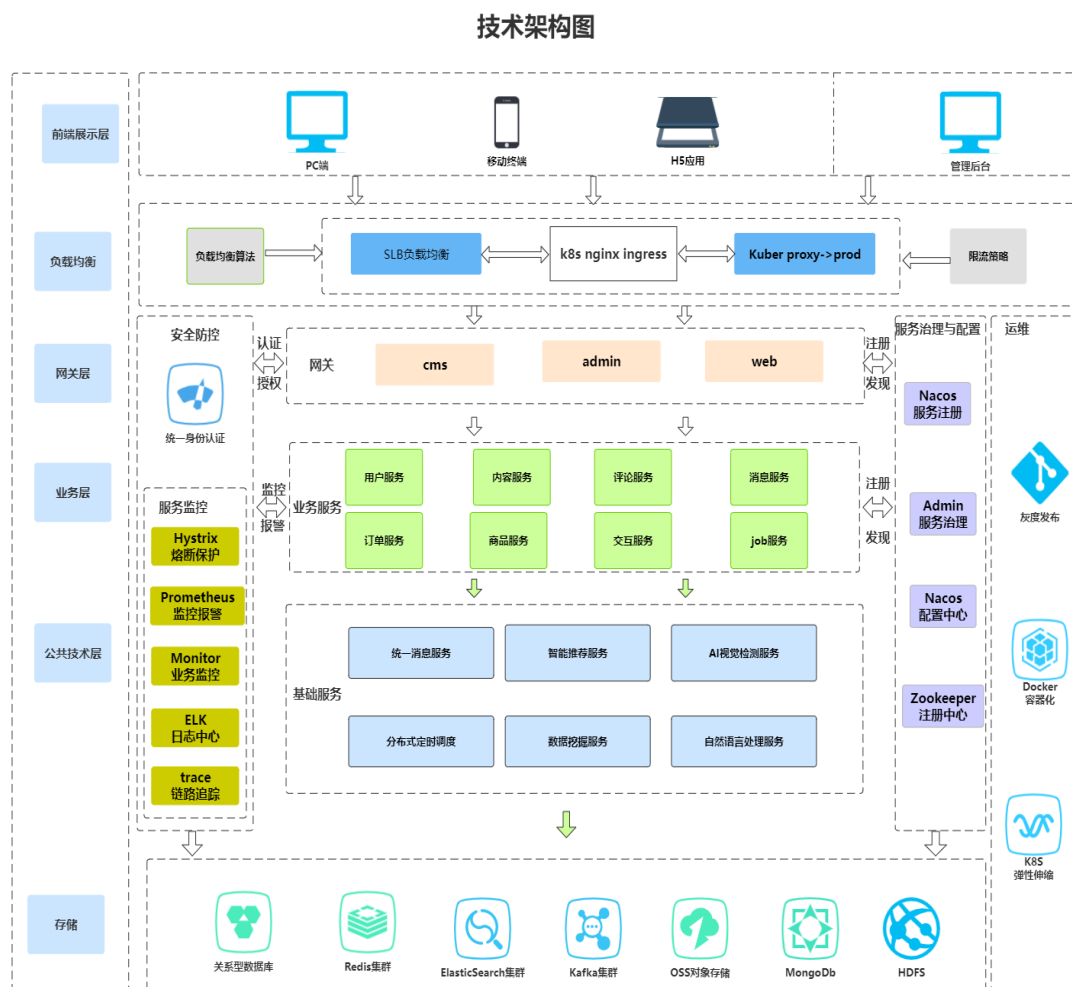 技术架构图
前端展示层
PC端
移动终端
H5应用
管理后台
负载均衡
负载均衡算法
SLB负载均衡
k8s nginx ingress
Kuber proxy->prod
限流策略
安全防控
统一身份认证
认证
授权
网关层
网关
cms
admin
web
注册
发现
服务治理与配置
运维
Nacos
服务注册
业务层
服务监控
监控
报警
业务服务
用户服务
内容服务
评论服务
消息服务
订单服务
商品服务
交互服务
job服务
注册
发现
Admin
服务治理
灰度发布
Hystrix
熔断保护
Prometheus
监控报警
Monitor
业务监控
ELK
日志中心
trace
链路追踪
公共技术层
基础服务
统一消息服务
智能推荐服务
AI视觉检测服务
分布式定时调度
数据挖掘服务
自然语言处理服务
Nacos
配置中心
Zookeeper
注册中心
Docker
容器化
K8S
弹性伸缩
存储
关系型数据库
Redis集群
ElasticSearch集群
Kafka集群
OSS对象存储
MongoDb
HDFS